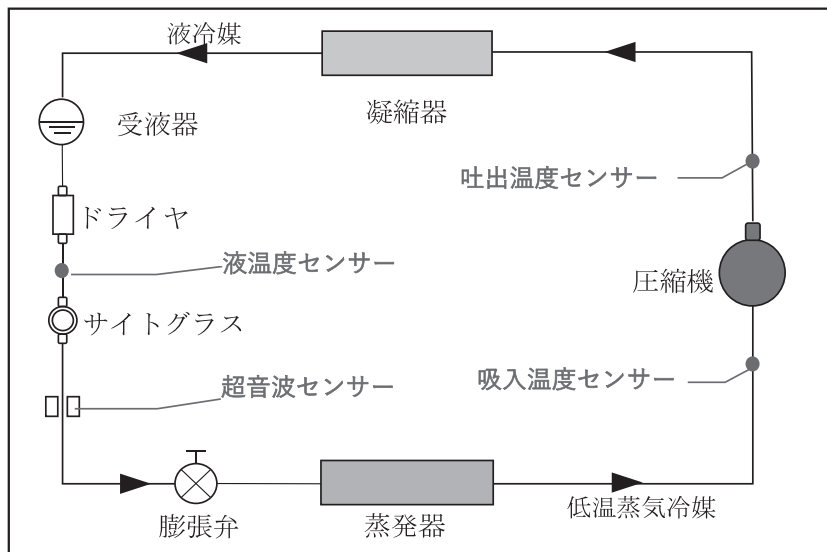 液冷媒
凝縮器
受液器
吐出温度センサー
ドライヤ
液温度センサー
圧縮機
サイトグラス
吸入温度センサー
超音波センサー
膨張弁
蒸発器
低温蒸気冷媒